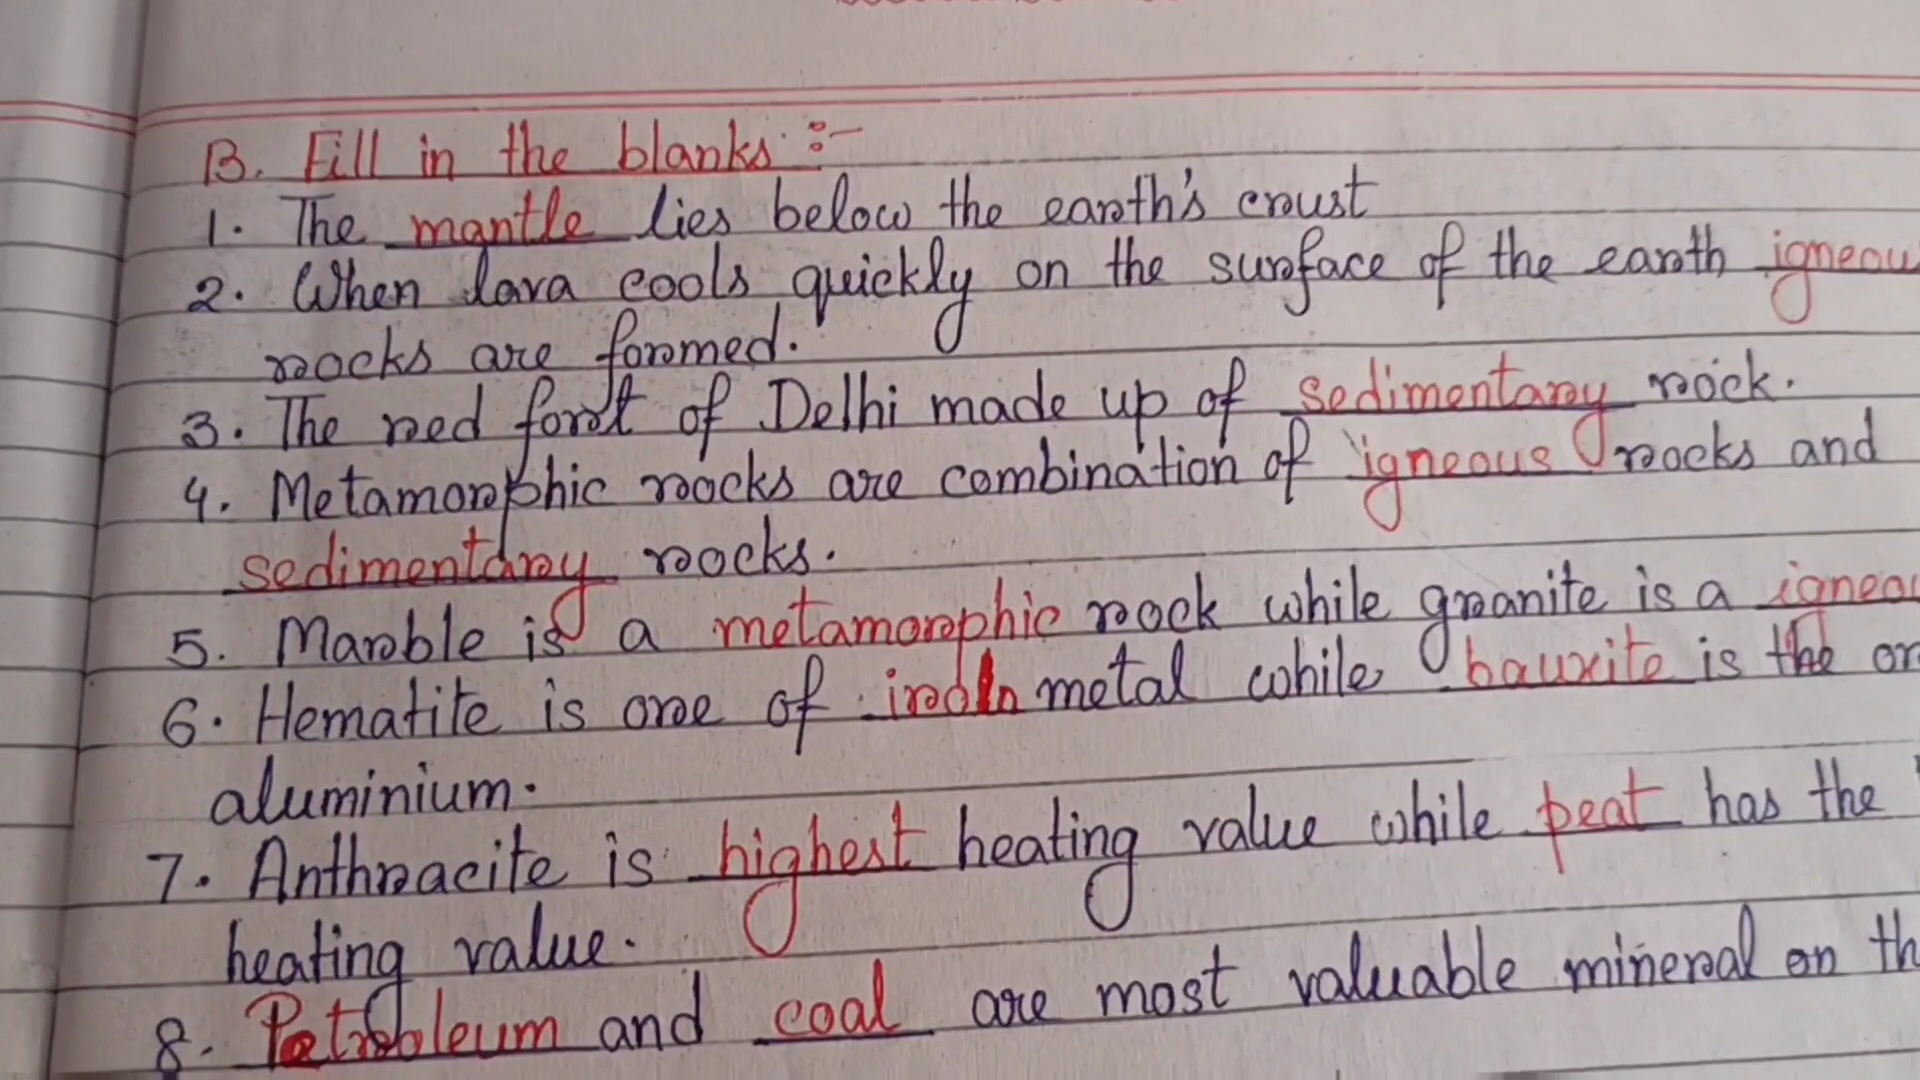 B. Fill in the blanks :-
1. The mantle lies below the earth's crust
2. When lava cools quickly on the surface of the earth igneou
rocks are formed.
3. The red fort of Delhi made up of sedimentary rock.
4. Metamorphic rocks are combination of igneous rocks and
sedimentary rocks.
5. Marble is a metamorphic rock while granite is a igneou
6. Hematite is ore of iron metal while bauxite is the or
aluminium.
7. Anthracite is highest heating value while peat has the
heating value.
8. Petroleum and coal are most valuable mineral on th